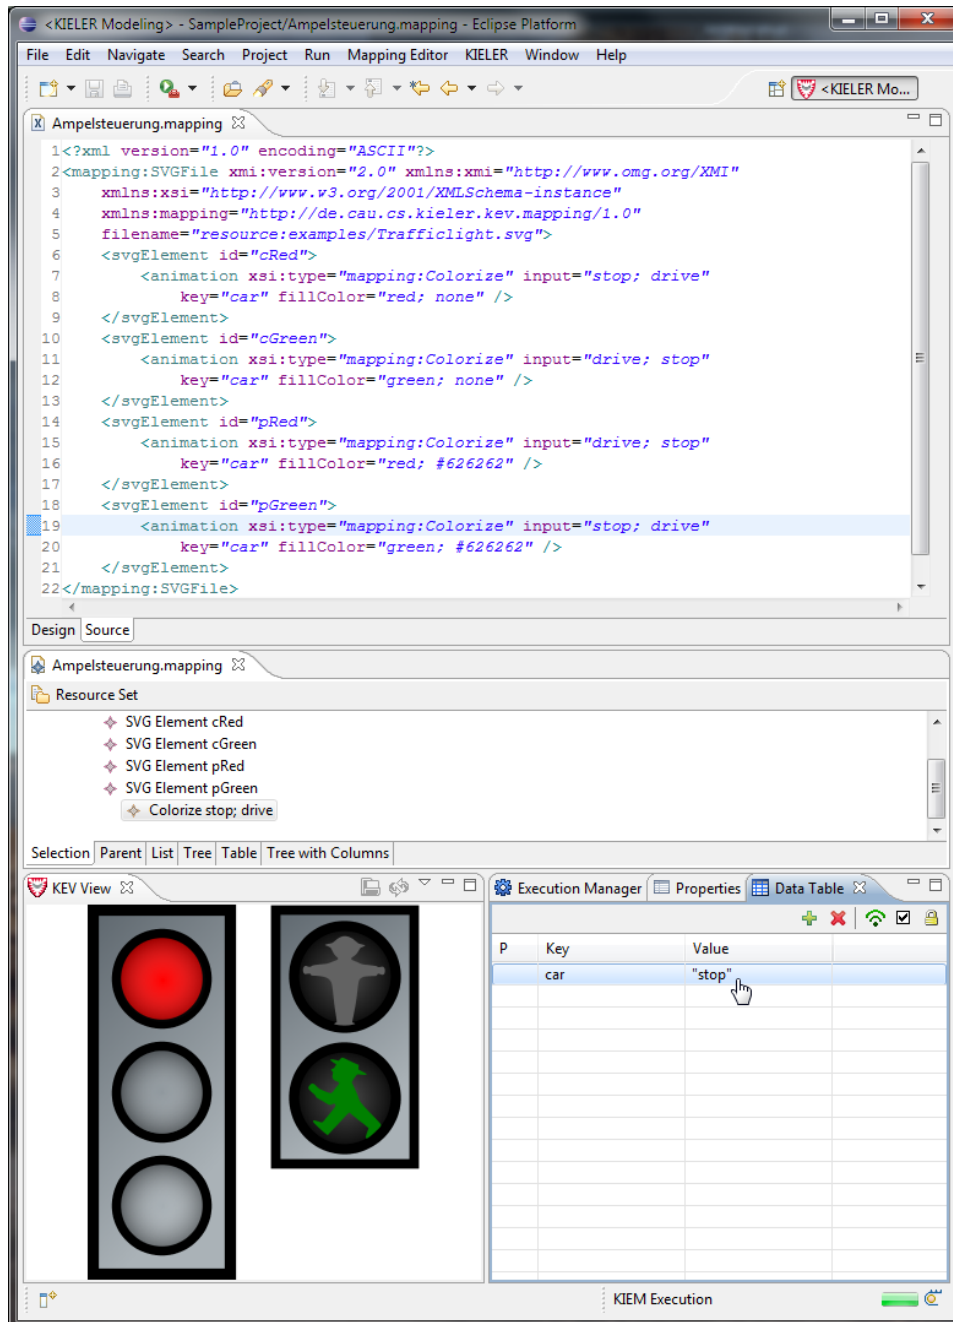 <KIELER Modeling> - SampleProject/Ampelsteuerung.mapping - Eclipse Platform
File Edit Navigate Search Project Run Mapping Editor KIELER Window Help
<KIELER Mo...
Ampelsteuerung.mapping
1<?xml version="1.0" encoding="ASCII"?>
2<mapping:SVGFile xmi:version="2.0" xmlns:xmi="http://www.omg.org/XMI"
3 xmlns:xsi="http://www.w3.org/2001/XMLSchema-instance"
4 xmlns:mapping="http://de.cau.cs.kieler.kev.mapping/1.0"
5 filename="resource:examples/Trafficlight.svg">
6 <svgElement id="cRed">
7 <animation xsi:type="mapping:Colorize" input="stop; drive"
8 key="car" fillColor="red; none" />
9 </svgElement>
10 <svgElement id="cGreen">
11 <animation xsi:type="mapping:Colorize" input="drive; stop"
12 key="car" fillColor="green; none" />
13 </svgElement>
14 <svgElement id="pRed">
15 <animation xsi:type="mapping:Colorize" input="drive; stop"
16 key="car" fillColor="red; #626262" />
17 </svgElement>
18 <svgElement id="pGreen">
19 <animation xsi:type="mapping:Colorize" input="stop; drive"
20 key="car" fillColor="green; #626262" />
21 </svgElement>
22</mapping:SVGFile>
Design Source
Ampelsteuerung.mapping
Resource Set
SVG Element cRed
SVG Element cGreen
SVG Element pRed
SVG Element pGreen
Colorize stop; drive
Selection Parent List Tree Table Tree with Columns
KEV View
Execution Manager Properties Data Table
P Key Value
car "stop"
KIEM Execution